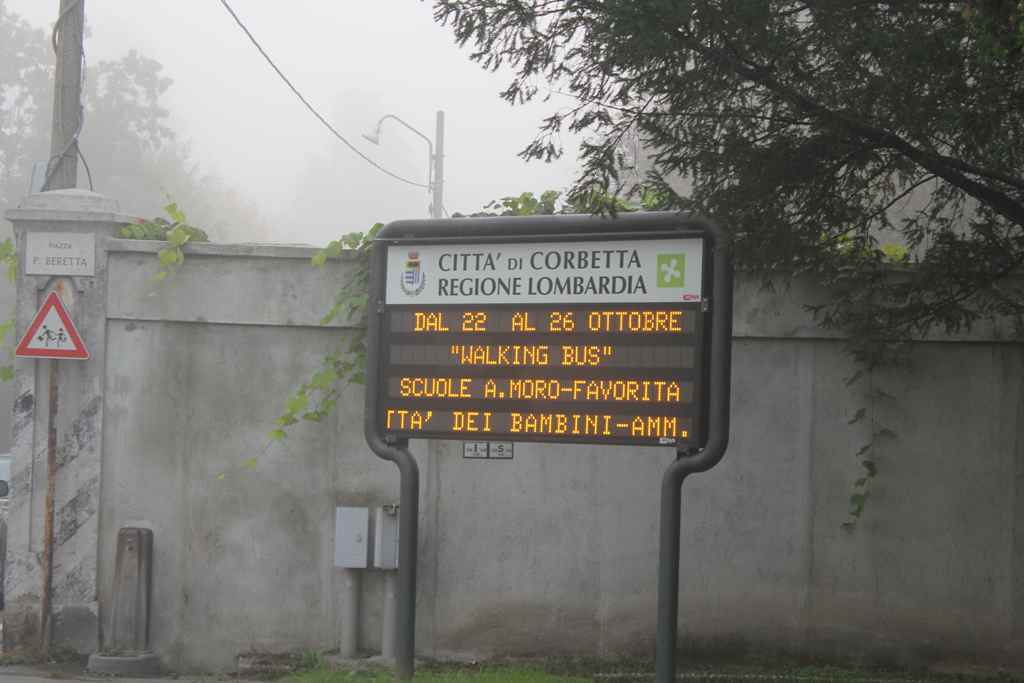 PIAZZA
P. BERETTA
CITTA' DI CORBETTA
REGIONE LOMBARDIA
DAL 22 AL 26 OTTOBRE
"WALKING BUS"
SCUOLE A.MORO-FAVORITA
TTA' DEI BAMBINI-AMM.
I S